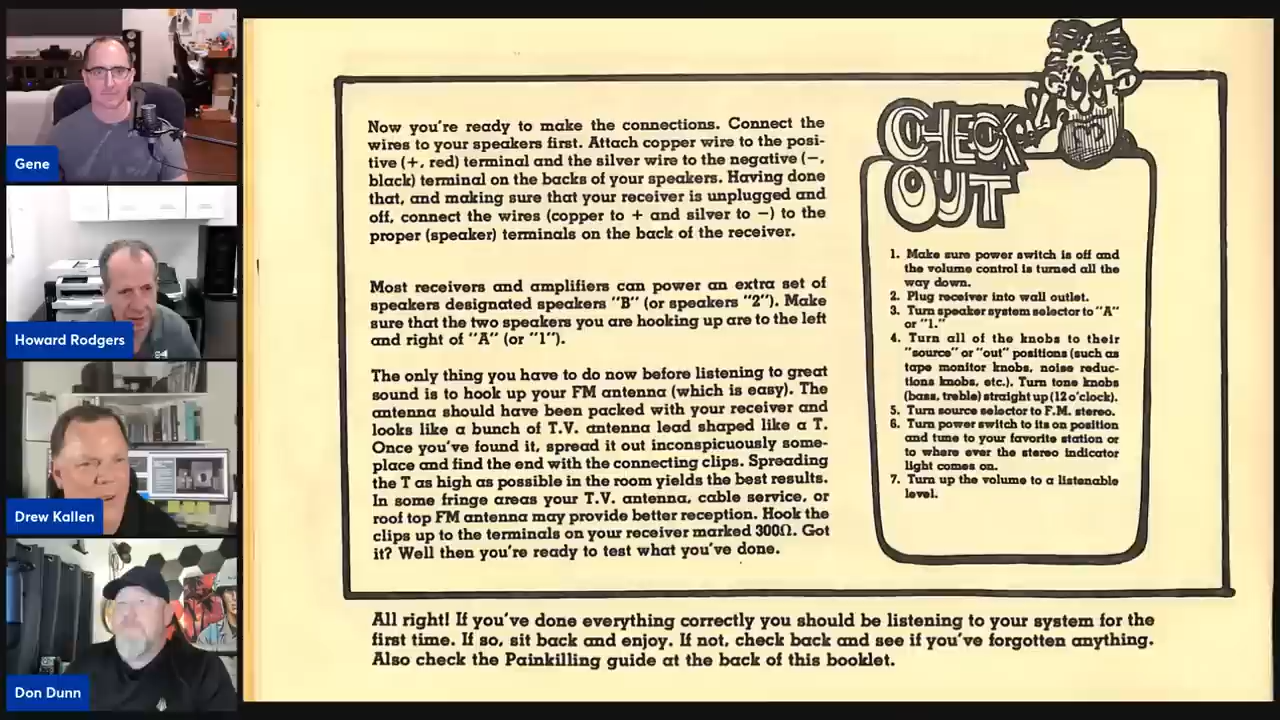 Gene
Howard Rodgers
Drew Kallen
Don Dunn
Now you're ready to make the connections. Connect the
wires to your speakers first. Attach copper wire to the posi-
tive (+, red) terminal and the silver wire to the negative (−,
black) terminal on the backs of your speakers. Having done
that, and making sure that your receiver is unplugged and
off, connect the wires (copper to + and silver to −) to the
proper (speaker) terminals on the back of the receiver.
Most receivers and amplifiers can power an extra set of
speakers designated speakers "B" (or speakers "2"). Make
sure that the two speakers you are hooking up are to the left
and right of "A" (or "1").
The only thing you have to do now before listening to great
sound is to hook up your FM antenna (which is easy). The
antenna should have been packed with your receiver and
looks like a bunch of T.V. antenna lead shaped like a T.
Once you've found it, spread it out inconspicuously some-
place and find the end with the connecting clips. Spreading
the T as high as possible in the room yields the best results.
In some fringe areas your T.V. antenna, cable service, or
roof top FM antenna may provide better reception. Hook the
clips up to the terminals on your receiver marked 300Ω. Got
it? Well then you're ready to test what you've done.
CHECK
OUT
1. Make sure power switch is off and
the volume control is turned all the
way down.
2. Plug receiver into wall outlet.
3. Turn speaker system selector to "A"
or "1."
4. Turn all of the knobs to their
"source" or "out" positions (such as
tape monitor knobs, noise reduc-
tions knobs, etc.). Turn tone knobs
(bass, treble) straight up (12 o'clock).
5. Turn source selector to F.M. stereo.
6. Turn power switch to its on position
and tune to your favorite station or
to where ever the stereo indicator
light comes on.
7. Turn up the volume to a listenable
level.
All right! If you've done everything correctly you should be listening to your system for the
first time. If so, sit back and enjoy. If not, check back and see if you've forgotten anything.
Also check the Painkilling guide at the back of this booklet.